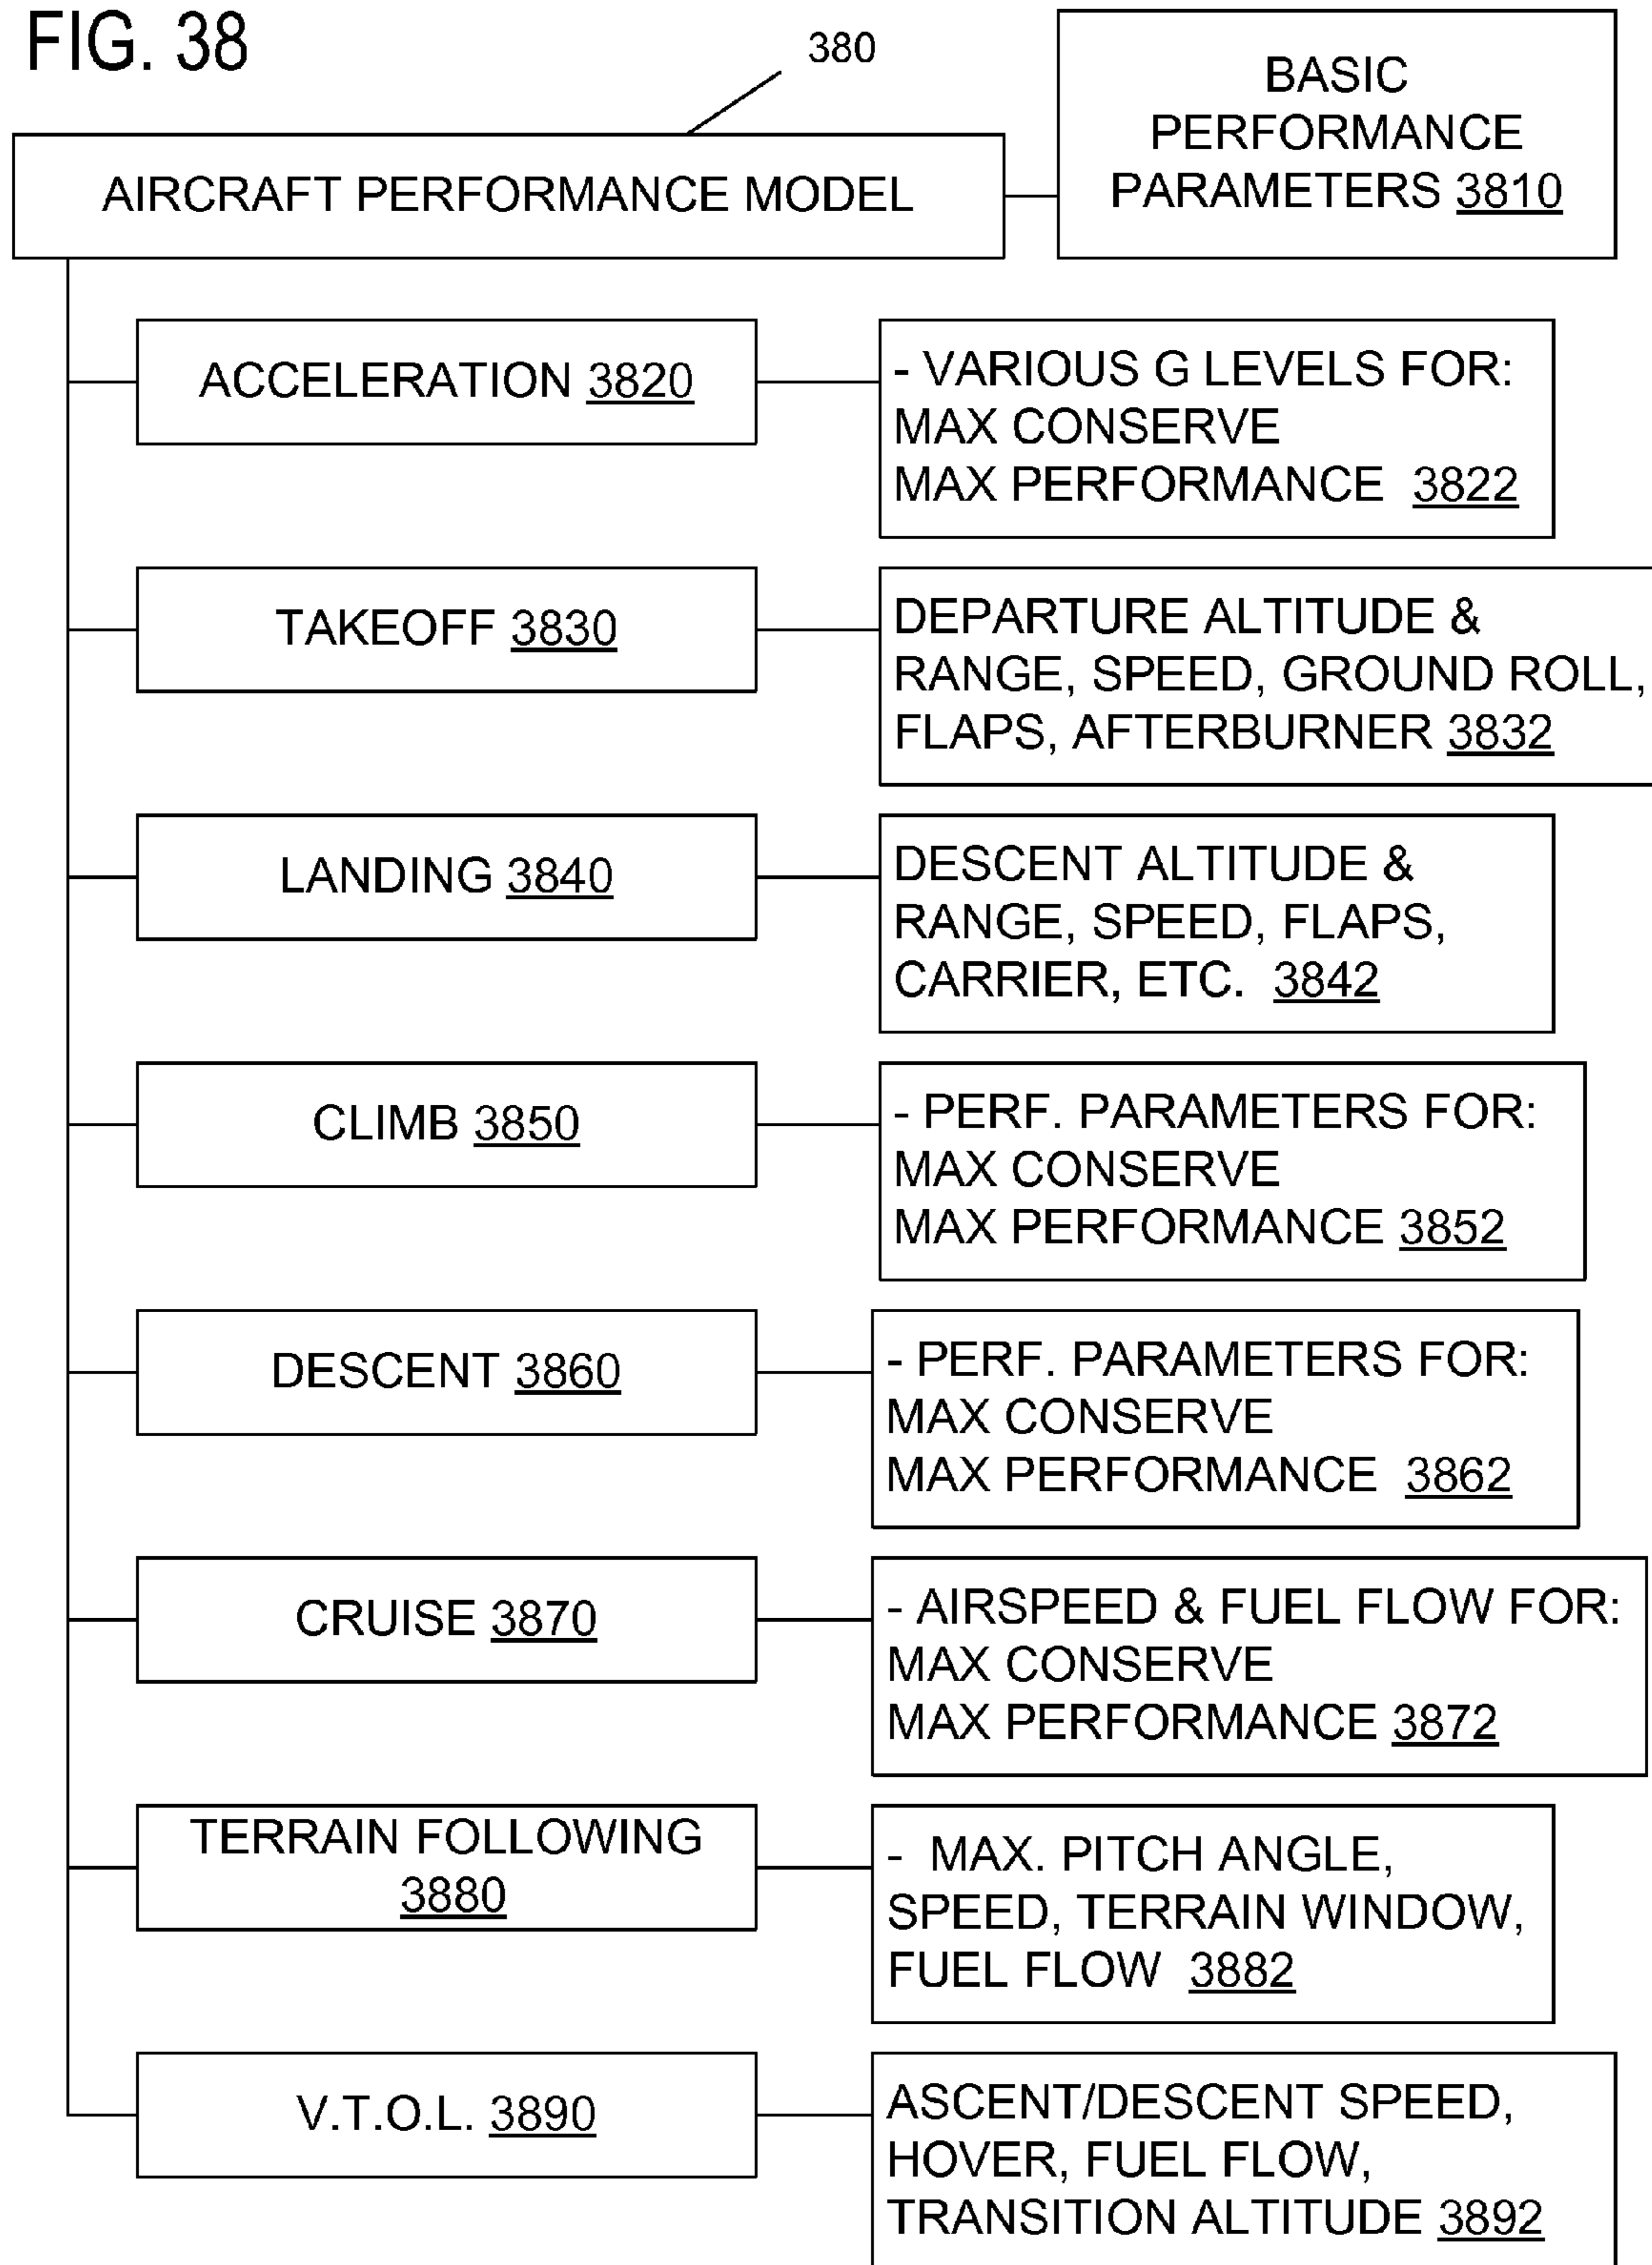 FIG. 38
380
AIRCRAFT PERFORMANCE MODEL
BASIC
PERFORMANCE
PARAMETERS 3810
ACCELERATION 3820
- VARIOUS G LEVELS FOR:
MAX CONSERVE
MAX PERFORMANCE 3822
TAKEOFF 3830
DEPARTURE ALTITUDE &
RANGE, SPEED, GROUND ROLL,
FLAPS, AFTERBURNER 3832
LANDING 3840
DESCENT ALTITUDE &
RANGE, SPEED, FLAPS,
CARRIER, ETC. 3842
CLIMB 3850
- PERF. PARAMETERS FOR:
MAX CONSERVE
MAX PERFORMANCE 3852
DESCENT 3860
- PERF. PARAMETERS FOR:
MAX CONSERVE
MAX PERFORMANCE 3862
CRUISE 3870
- AIRSPEED & FUEL FLOW FOR:
MAX CONSERVE
MAX PERFORMANCE 3872
TERRAIN FOLLOWING
3880
- MAX. PITCH ANGLE,
SPEED, TERRAIN WINDOW,
FUEL FLOW 3882
V.T.O.L. 3890
ASCENT/DESCENT SPEED,
HOVER, FUEL FLOW,
TRANSITION ALTITUDE 3892